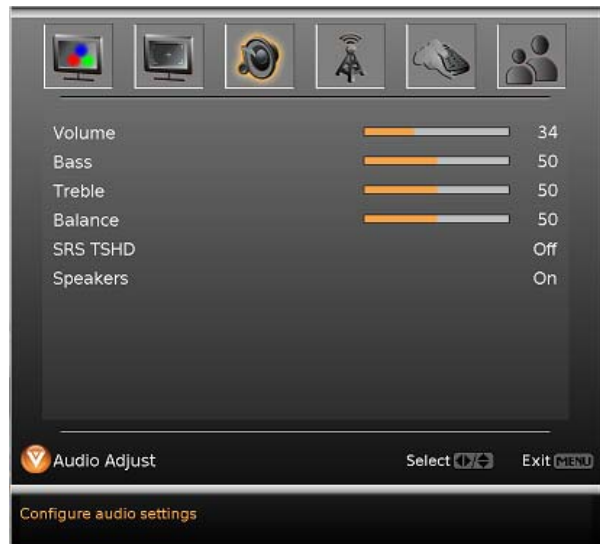 Volume 34
Bass 50
Treble 50
Balance 50
SRS TSHD Off
Speakers On
V Audio Adjust Select Exit MENU
Configure audio settings